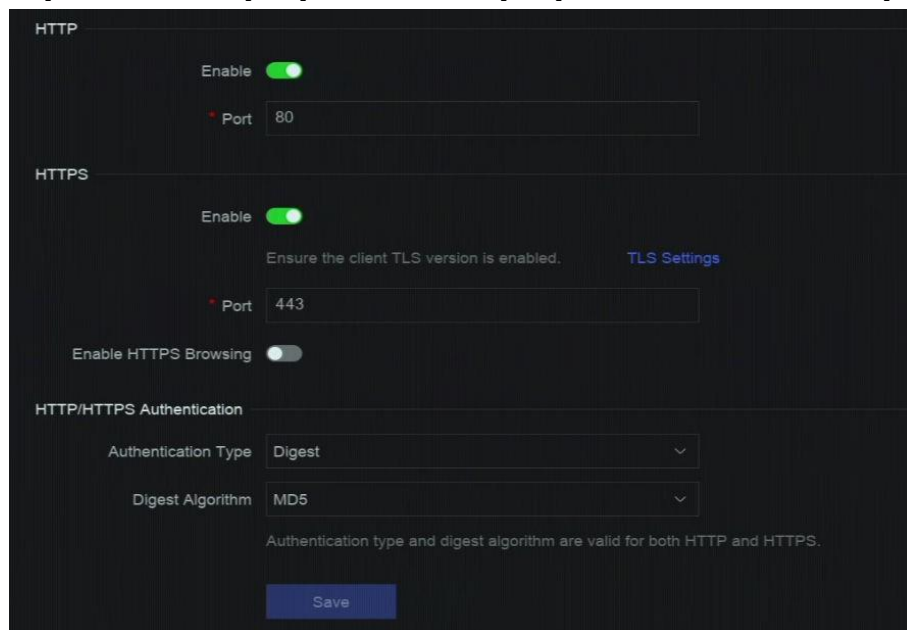 HTTP
Enable
* Port 80
HTTPS
Enable
Ensure the client TLS version is enabled. TLS Settings
* Port 443
Enable HTTPS Browsing
HTTP/HTTPS Authentication
Authentication Type Digest
Digest Algorithm MD5
Authentication type and digest algorithm are valid for both HTTP and HTTPS.
Save